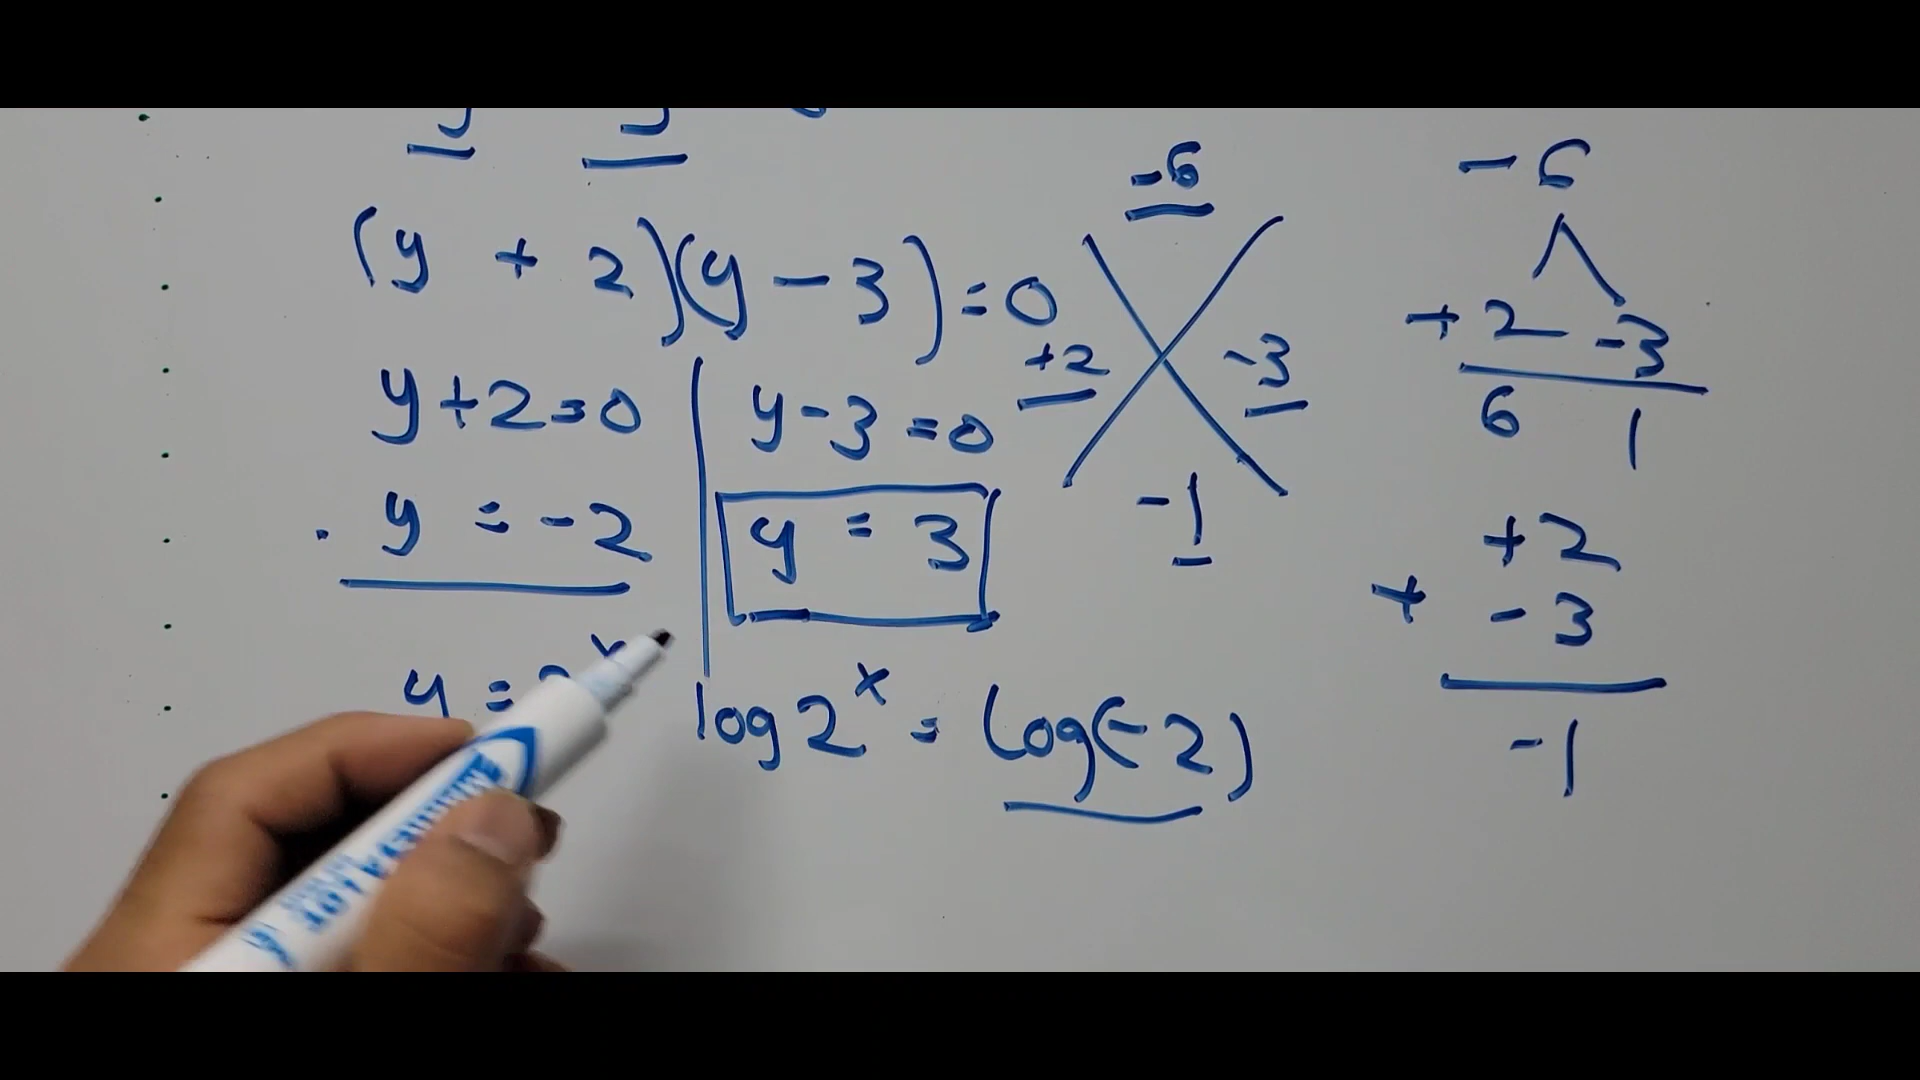 (y + 2)(y - 3) = 0
y+2=0
y-3=0
y = -2
y = 3
y =
log 2^x = log(-2)
-6
+2
-3
-1
-6
+2 -3
6 1
+2
+ -3
-1